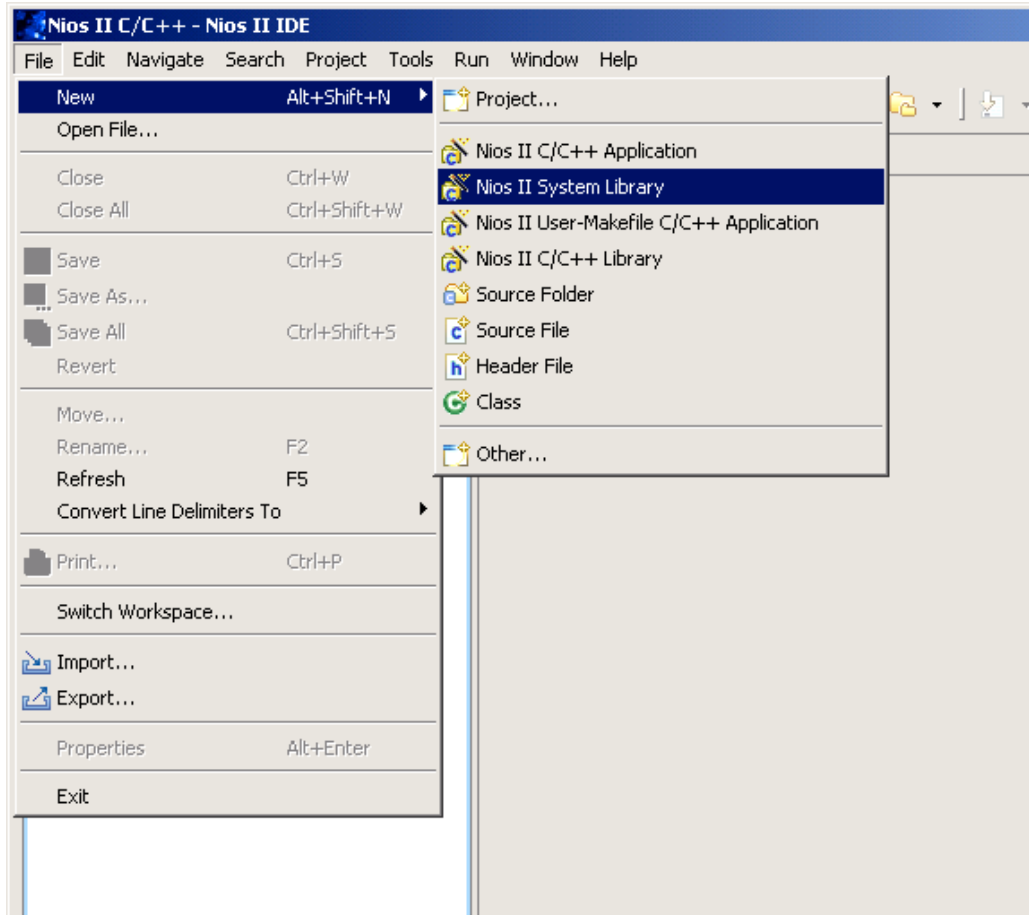 Nios II C/C++ - Nios II IDE
File Edit Navigate Search Project Tools Run Window Help
New Alt+Shift+N
Open File...
Close Ctrl+W
Close All Ctrl+Shift+W
Save Ctrl+S
Save As...
Save All Ctrl+Shift+S
Revert
Move...
Rename... F2
Refresh F5
Convert Line Delimiters To
Print... Ctrl+P
Switch Workspace...
Import...
Export...
Properties Alt+Enter
Exit
Project...
Nios II C/C++ Application
Nios II System Library
Nios II User-Makefile C/C++ Application
Nios II C/C++ Library
Source Folder
Source File
Header File
Class
Other...